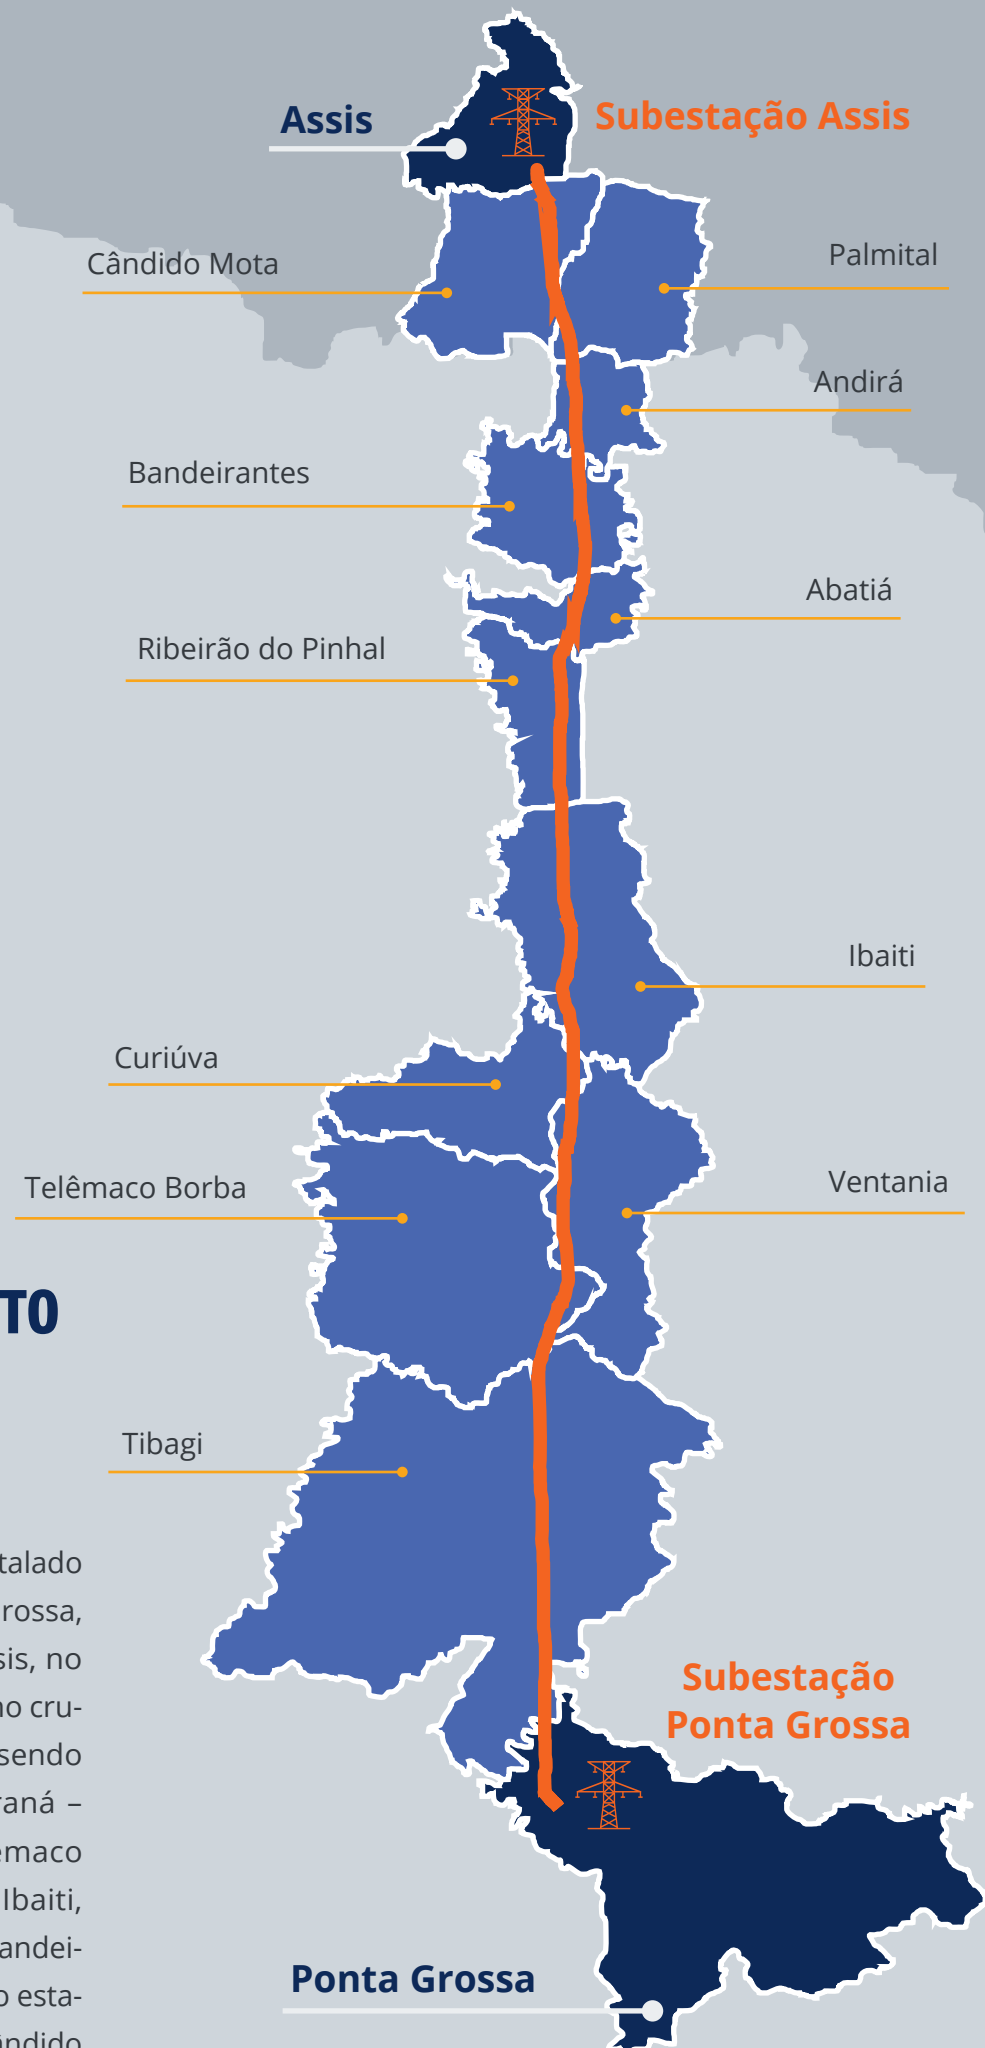 Assis
Subestação Assis
Cândido Mota
Palmital
Andirá
Bandeirantes
Abatiá
Ribeirão do Pinhal
Ibaiti
Curiúva
Telêmaco Borba
Ventania
TO
Tibagi
talado
rossa,
sis, no
no cru-
sendo
raná –
emaco
Ibaiti,
andei-
o esta-
ândido
Subestação
Ponta Grossa
Ponta Grossa